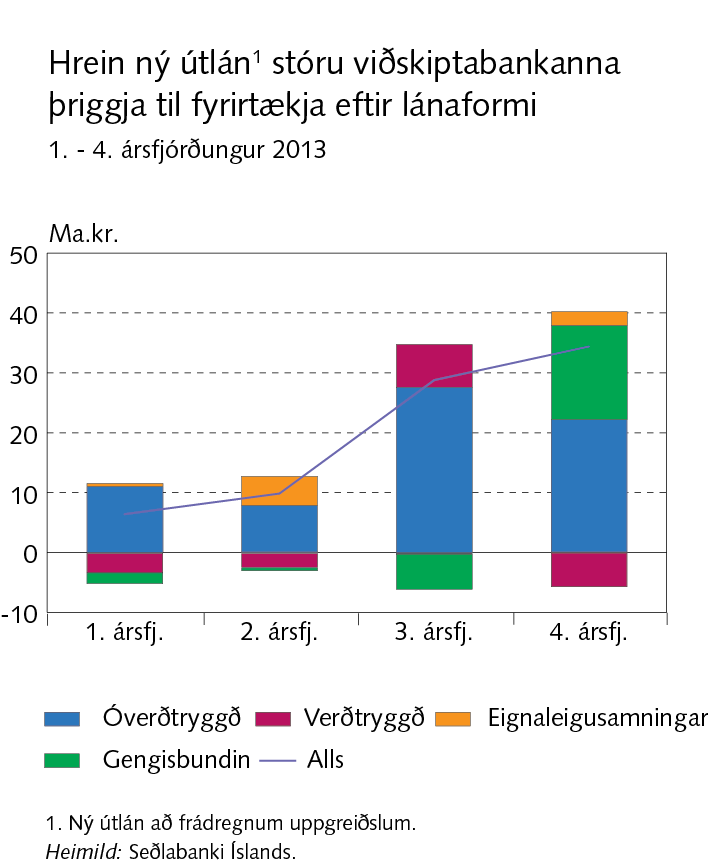 Hrein ný útlán¹ stóru viðskiptabankanna
þriggja til fyrirtækja eftir lánaformi
1. - 4. ársfjórðungur 2013
Ma.kr.
50
40
30
20
10
0
-10
1. ársfj. 2. ársfj. 3. ársfj. 4. ársfj.
Óverðtryggð Verðtryggð Eignaleigusamningar
Gengisbundin Alls
1. Ný útlán að frádregnum uppgreiðslum.
Heimild: Seðlabanki Íslands.